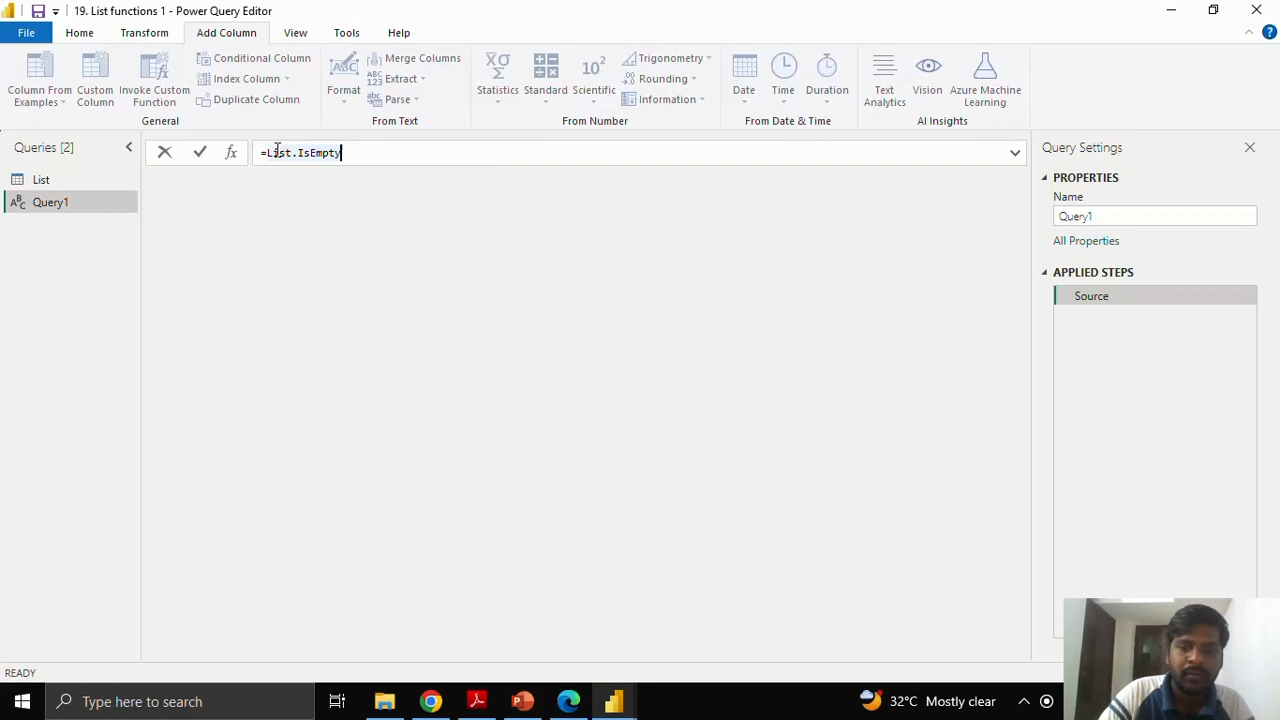 19. List functions 1 - Power Query Editor
File
Home
Transform
Add Column
View
Tools
Help
Column From
Examples
Custom
Column
Invoke Custom
Function
Conditional Column
Index Column
Duplicate Column
General
Format
Merge Columns
Extract
Parse
From Text
Statistics
Standard
Scientific
Trigonometry
Rounding
Information
From Number
Date
Time
Duration
From Date & Time
Text
Analytics
Vision
Azure Machine
Learning
AI Insights
Queries [2]
List
Query1
=List.IsEmpty
Query Settings
PROPERTIES
Name
Query1
All Properties
APPLIED STEPS
Source
READY
Type here to search
32°C Mostly clear